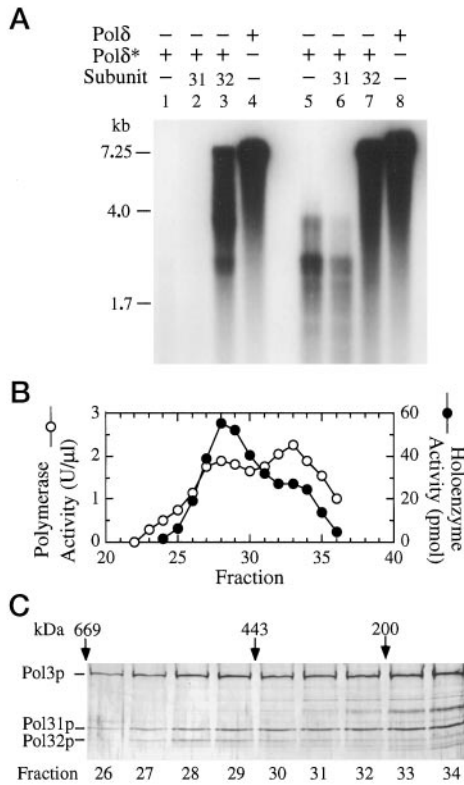 A
Polδ − − − + − − − +
Polδ* + + + − + + + −
Subunit − 31 32 − − 31 32 −
1 2 3 4 5 6 7 8
kb
7.25
4.0
1.7
B
Polymerase Activity (U/μl)
3
2
1
0
60
40
20
0
Holoenzyme Activity (pmol)
20 25 30 35 40
Fraction
C
kDa 669 443 200
Pol3p
Pol31p
Pol32p
Fraction 26 27 28 29 30 31 32 33 34